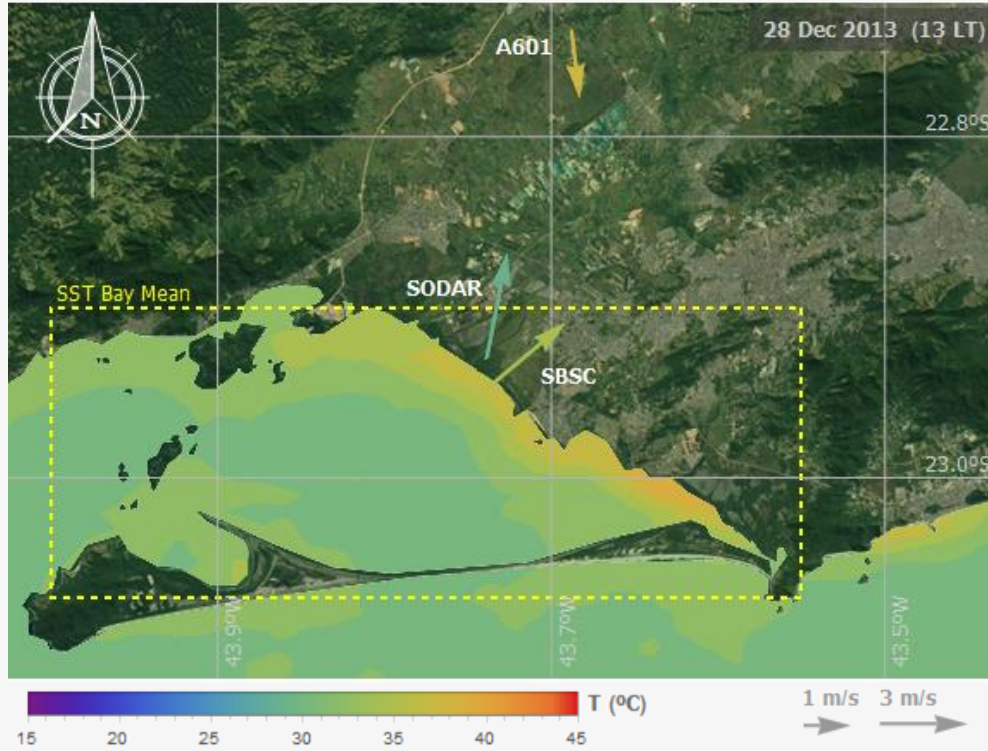 28 Dec 2013 (13 LT)
A601
N
22.8ºS
SODAR
SST Bay Mean
SBSC
23.0ºS
43.9ºW
43.7ºW
43.5ºW
15 20 25 30 35 40 45
T (ºC)
1 m/s 3 m/s